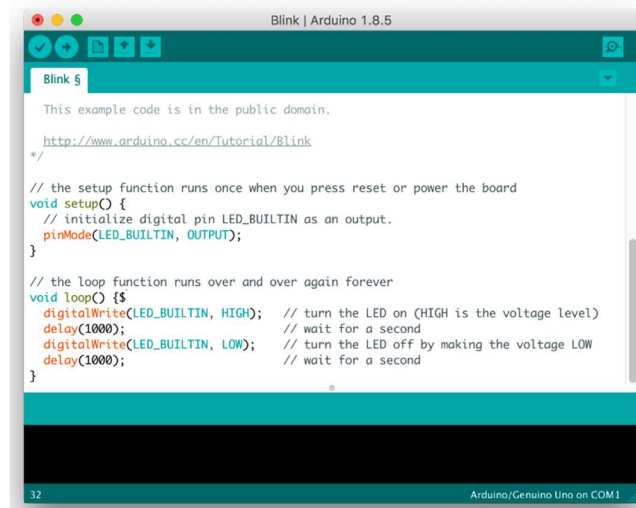 Blink | Arduino 1.8.5
Blink §
This example code is in the public domain.
http://www.arduino.cc/en/Tutorial/Blink
*/
// the setup function runs once when you press reset or power the board
void setup() {
// initialize digital pin LED_BUILTIN as an output.
pinMode(LED_BUILTIN, OUTPUT);
}
// the loop function runs over and over again forever
void loop() {$
digitalWrite(LED_BUILTIN, HIGH);   // turn the LED on (HIGH is the voltage level)
delay(1000);                       // wait for a second
digitalWrite(LED_BUILTIN, LOW);    // turn the LED off by making the voltage LOW
delay(1000);                       // wait for a second
}
32 Arduino/Genuino Uno on COM1